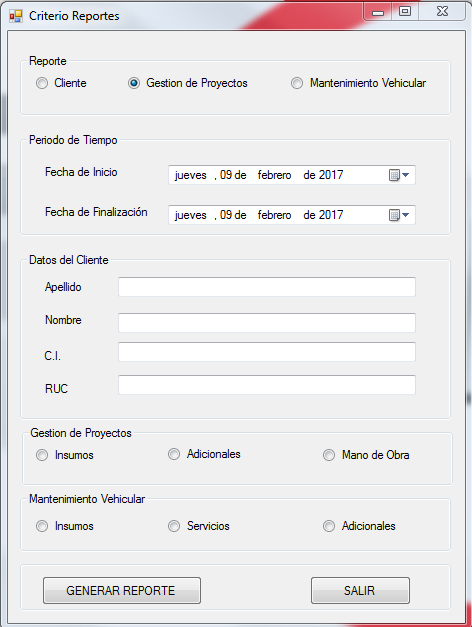 Criterio Reportes
Reporte
Cliente Gestion de Proyectos Mantenimiento Vehicular
Periodo de Tiempo
Fecha de Inicio jueves , 09 de febrero de 2017
Fecha de Finalización jueves , 09 de febrero de 2017
Datos del Cliente
Apellido
Nombre
C.I.
RUC
Gestion de Proyectos
Insumos Adicionales Mano de Obra
Mantenimiento Vehicular
Insumos Servicios Adicionales
GENERAR REPORTE SALIR